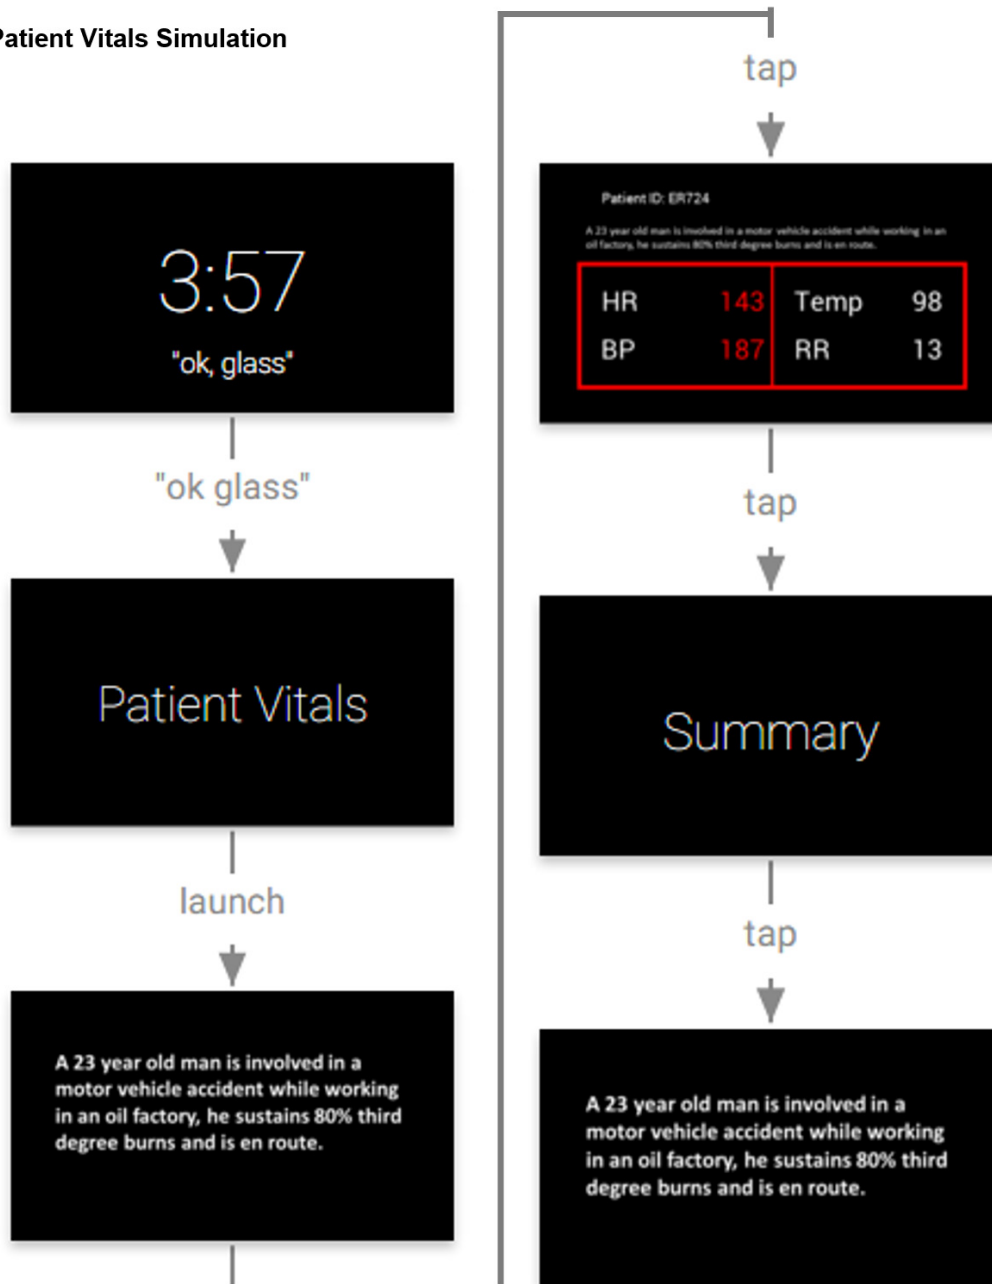 Patient Vitals Simulation
3:57
"ok, glass"
"ok glass"
Patient Vitals
launch
A 23 year old man is involved in a
motor vehicle accident while working
in an oil factory, he sustains 80% third
degree burns and is en route.
tap
Patient ID: ER724
A 23 year old man is involved in a motor vehicle accident while working in an
oil factory, he sustains 80% third degree burns and is en route.
HR 143 Temp 98
BP 187 RR 13
tap
Summary
tap
A 23 year old man is involved in a
motor vehicle accident while working
in an oil factory, he sustains 80% third
degree burns and is en route.